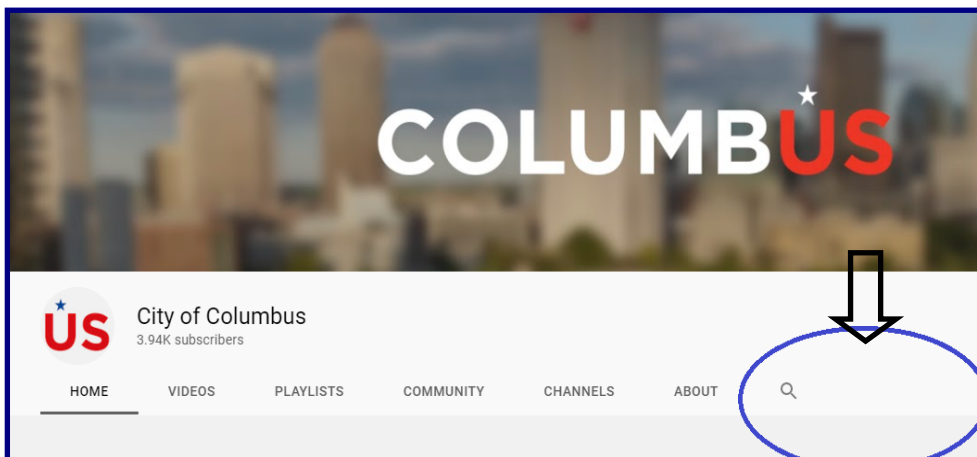 COLUMBUS
US
City of Columbus
3.94K subscribers
HOME VIDEOS PLAYLISTS COMMUNITY CHANNELS ABOUT